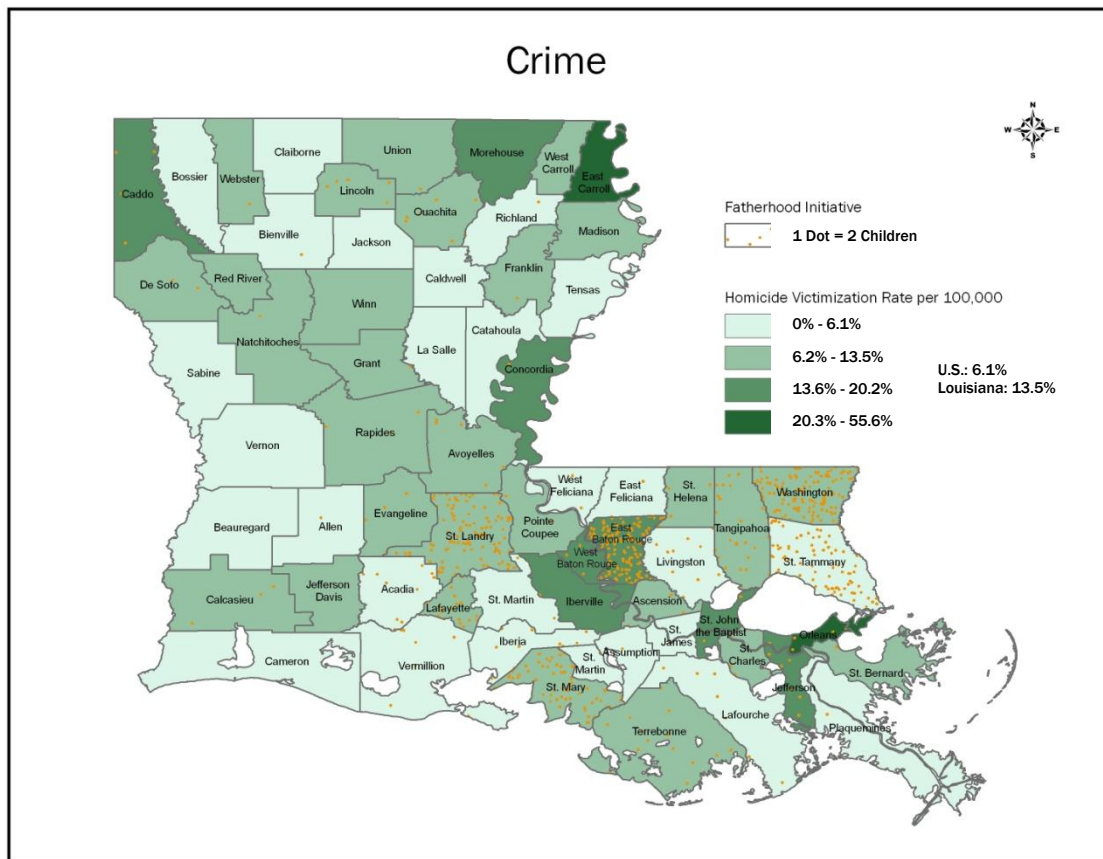 Crime
N
W E
S
Claiborne
Union
Morehouse
West
Carroll
East
Carroll
Bossier
Webster
Caddo
Lincoln
Ouachita
Richland
Madison
Bienville
Jackson
Franklin
Caldwell
Tensas
De Soto
Red River
Winn
Catahoula
Natchitoches
La Salle
Grant
Concordia
Sabine
Vernon
Rapides
Avoyelles
West
Feliciana
East
Feliciana
St.
Helena
Washington
Beauregard
Allen
Evangeline
St. Landry
Pointe
Coupee
East
Baton Rouge
Tangipahoa
West
Baton Rouge
Livingston
St. Tammany
Calcasieu
Jefferson
Davis
Acadia
Lafayette
St. Martin
Iberville
Ascension
St. John
the Baptist
Orleans
Cameron
Vermillion
Iberia
St.
Martin
Assumption
St.
James
St.
Charles
St. Bernard
St. Mary
Jefferson
Terrebonne
Lafourche
Plaquemines
Fatherhood Initiative
1 Dot = 2 Children
Homicide Victimization Rate per 100,000
0% - 6.1%
6.2% - 13.5%
13.6% - 20.2%
20.3% - 55.6%
U.S.: 6.1%
Louisiana: 13.5%